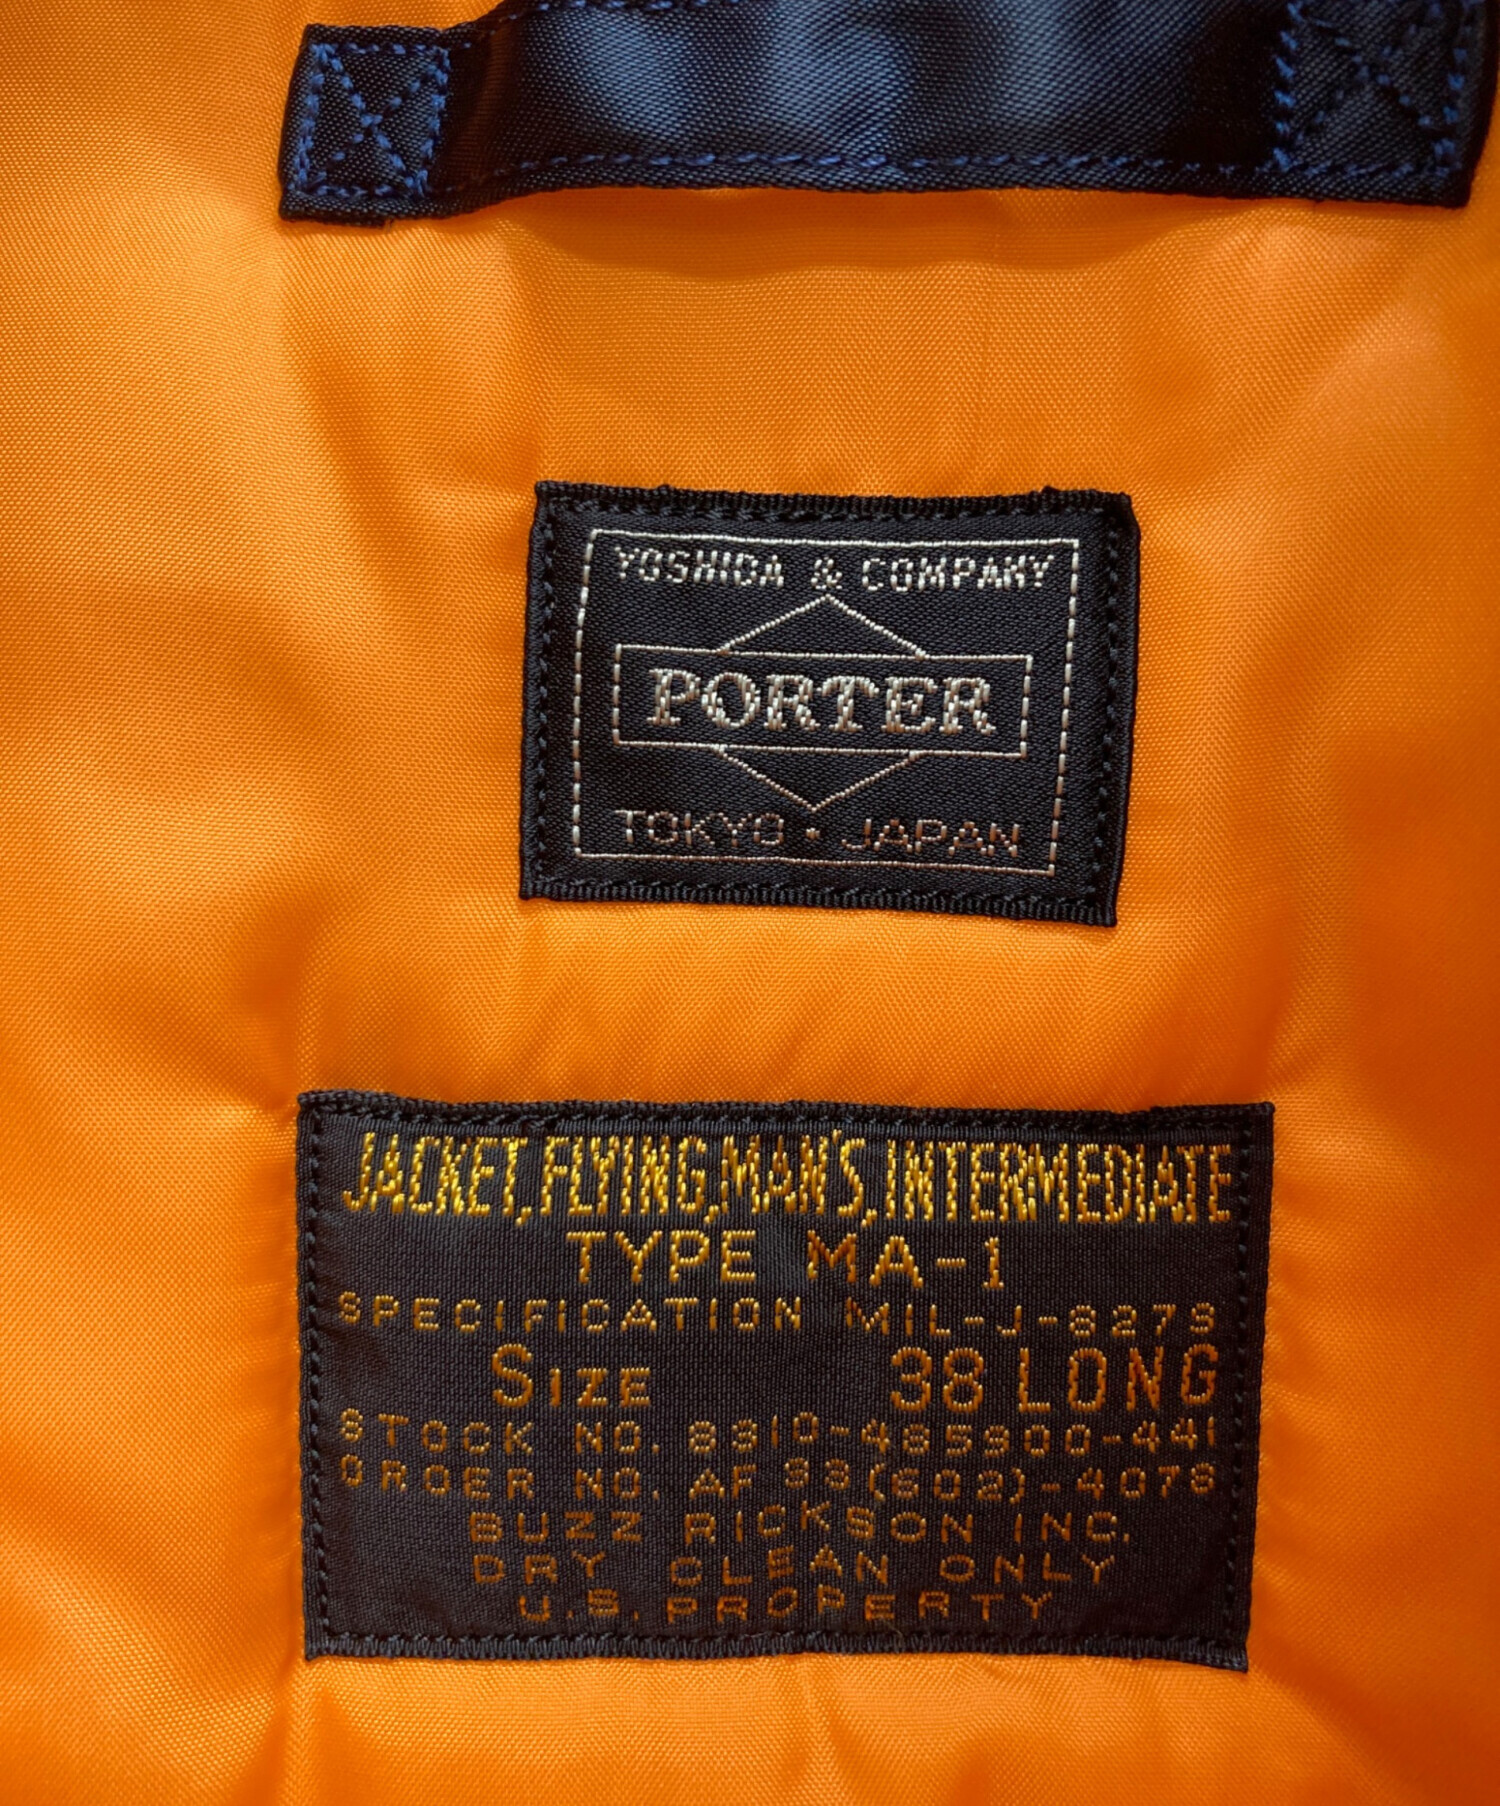 YOSHIDA & COMPANY
PORTER
TOKYO · JAPAN
JACKET, FLYING, MAN'S, INTERMEDIATE
TYPE MA-1
SPECIFICATION MIL-J-8279
SIZE 38 LONG
STOCK NO. 8310-485900-441
ORDER NO. AF 33(602)-4078
BUZZ RICKSON INC.
DRY CLEAN ONLY
U.S. PROPERTY